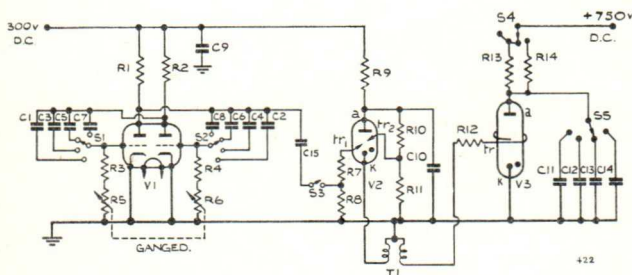 300v D.C.
S4
+750v D.C.
C9
R1
R2
R9
R13
R14
C1
C3
C5
C7
S1
C8
C6
C4
C2
S2
C15
a
tr2
tr1
R10
C10
R12
a
S5
R3
V1
R4
S3
R7
K
V2
R11
tr
K
V3
C11
C12
C13
C14
R5
R6
R8
GANGED.
T1
422